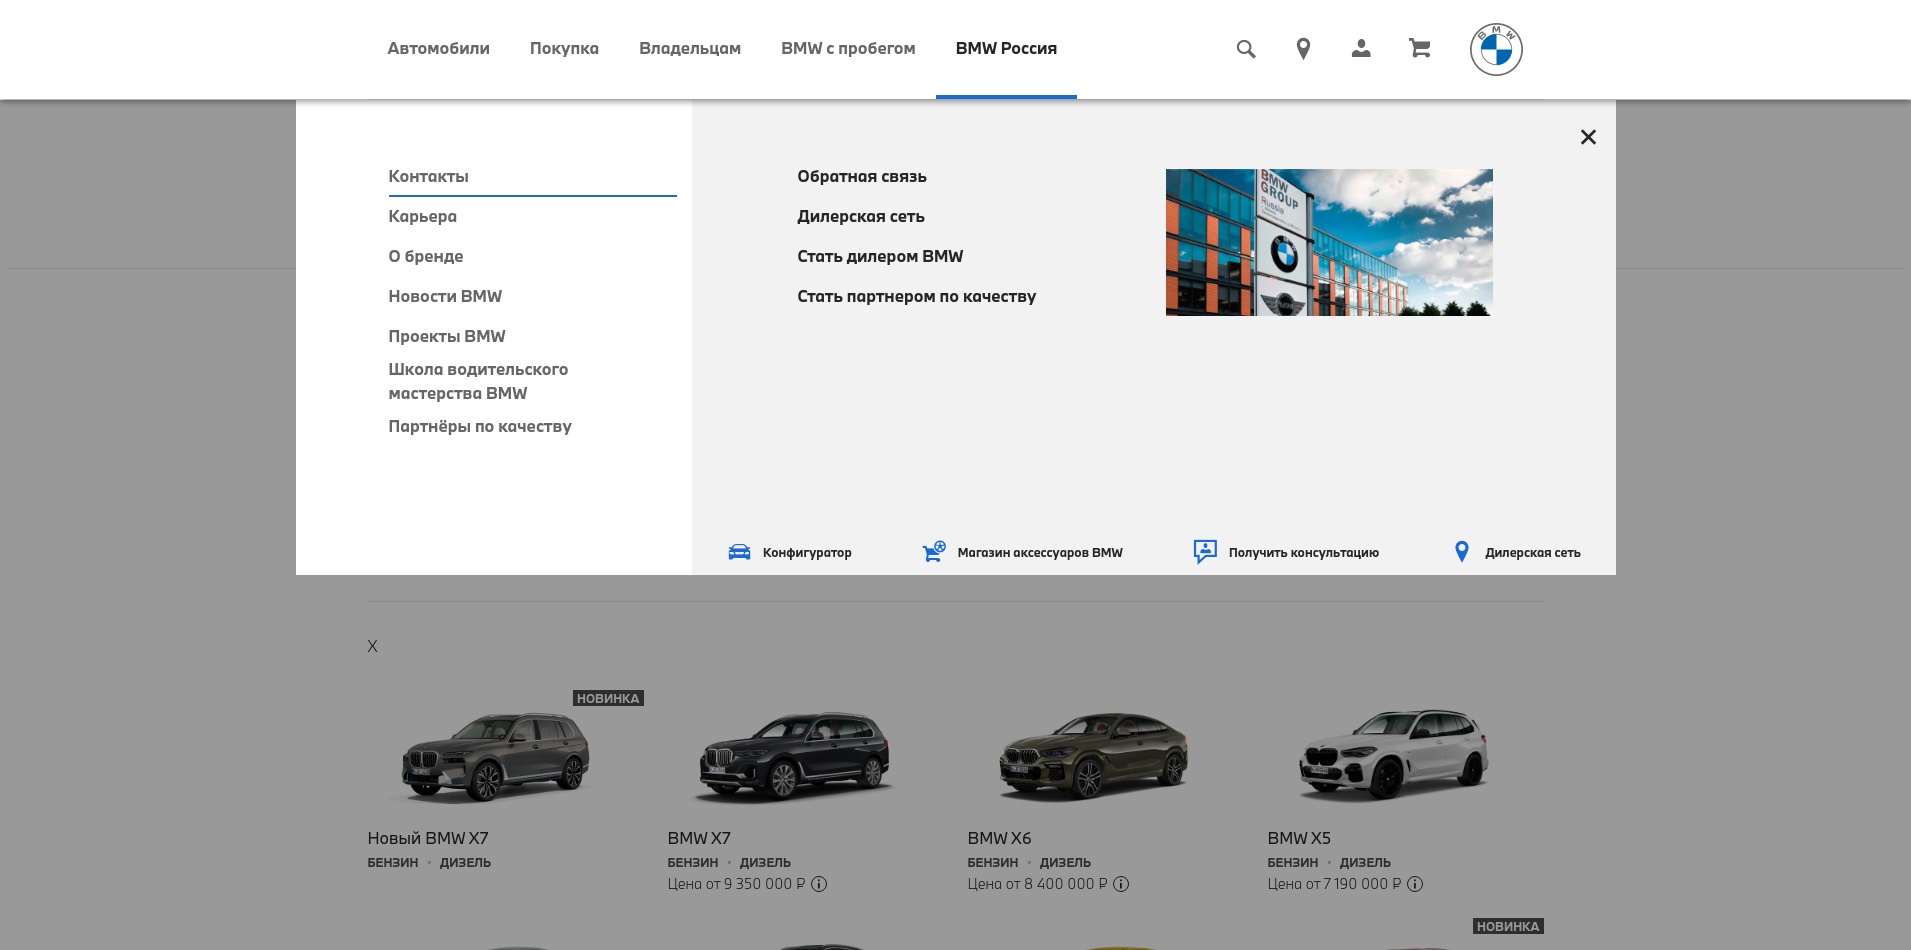 Автомобили
Покупка
Владельцам
BMW с пробегом
BMW Россия
BMW
Контакты
Карьера
О бренде
Новости BMW
Проекты BMW
Школа водительского
мастерства BMW
Партнёры по качеству
Обратная связь
Дилерская сеть
Стать дилером BMW
Стать партнером по качеству
BMW
GROUP
Russia
MINI
Конфигуратор
Магазин аксессуаров BMW
Получить консультацию
Дилерская сеть
X
НОВИНКА
Новый BMW X7
БЕНЗИН • ДИЗЕЛЬ
BMW X7
БЕНЗИН • ДИЗЕЛЬ
Цена от 9 350 000 ₽
BMW X6
БЕНЗИН • ДИЗЕЛЬ
Цена от 8 400 000 ₽
BMW X5
БЕНЗИН • ДИЗЕЛЬ
Цена от 7 190 000 ₽
НОВИНКА